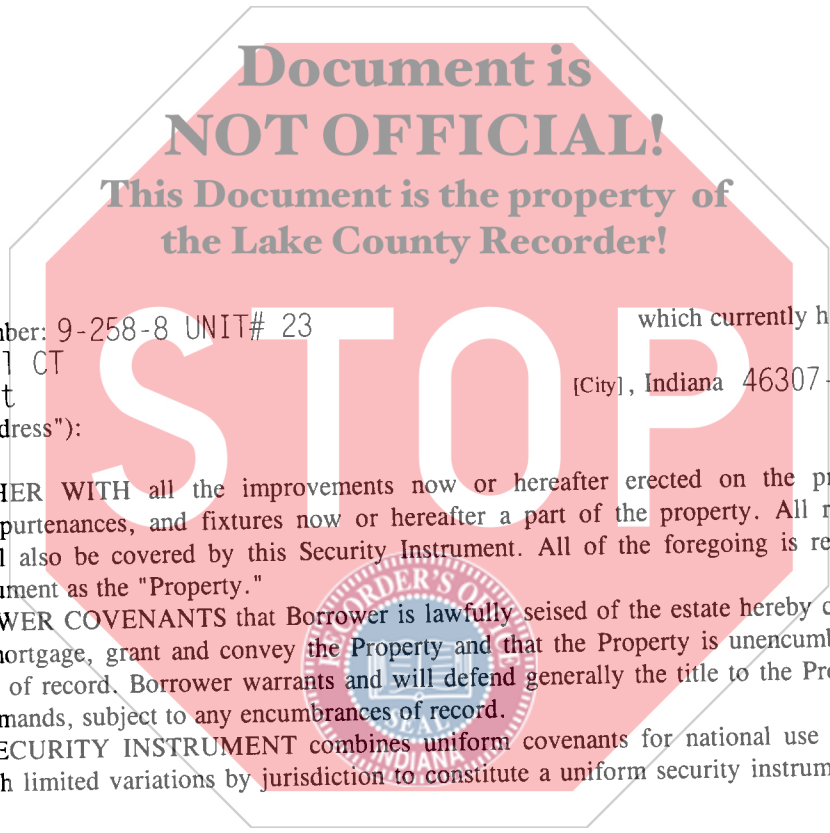 Document is
NOT OFFICIAL!
This Document is the property of
the Lake County Recorder!
STOP
nber: 9-258-8 UNIT# 23 which currently h
CT
t [City], Indiana 46307-
dress"):
HER WITH all the improvements now or hereafter erected on the pr
purtenances, and fixtures now or hereafter a part of the property. All r
l also be covered by this Security Instrument. All of the foregoing is re
ument as the "Property."
WER COVENANTS that Borrower is lawfully seised of the estate hereby c
nortgage, grant and convey the Property and that the Property is unencumb
of record. Borrower warrants and will defend generally the title to the Pro
mands, subject to any encumbrances of record.
ECURITY INSTRUMENT combines uniform covenants for national use
h limited variations by jurisdiction to constitute a uniform security instrum
RECORDER'S OFFICE
SEAL
INDIANA